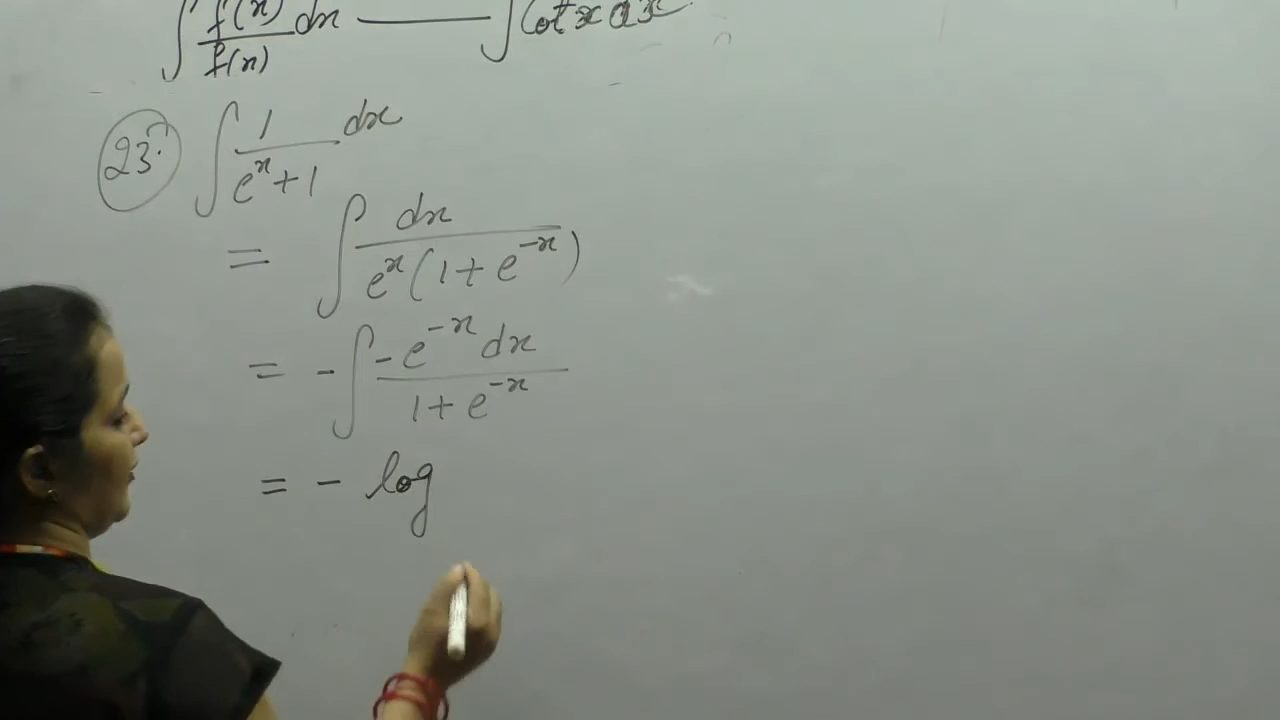 ∫ f'(x)/f(x) dx —— ∫ cot x dx
23. ∫ 1/(e^x + 1) dx
= ∫ dx/(e^x (1 + e^-x))
= - ∫ -e^-x dx/(1 + e^-x)
= - log